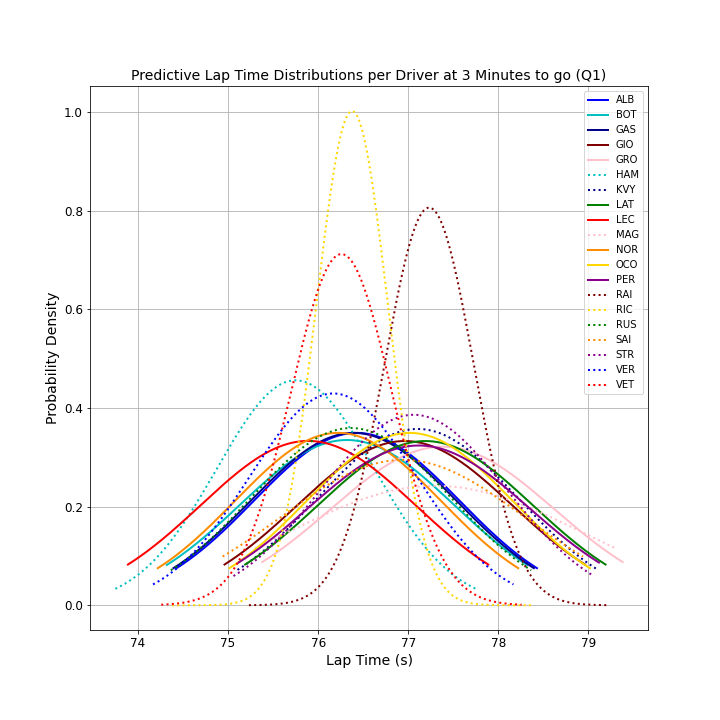 Predictive Lap Time Distributions per Driver at 3 Minutes to go (Q1)
1.0
0.8
0.6
0.4
0.2
0.0
Probability Density
74 75 76 77 78 79
Lap Time (s)
ALB
BOT
GAS
GIO
GRO
HAM
KVY
LAT
LEC
MAG
NOR
OCO
PER
RAI
RIC
RUS
SAI
STR
VER
VET